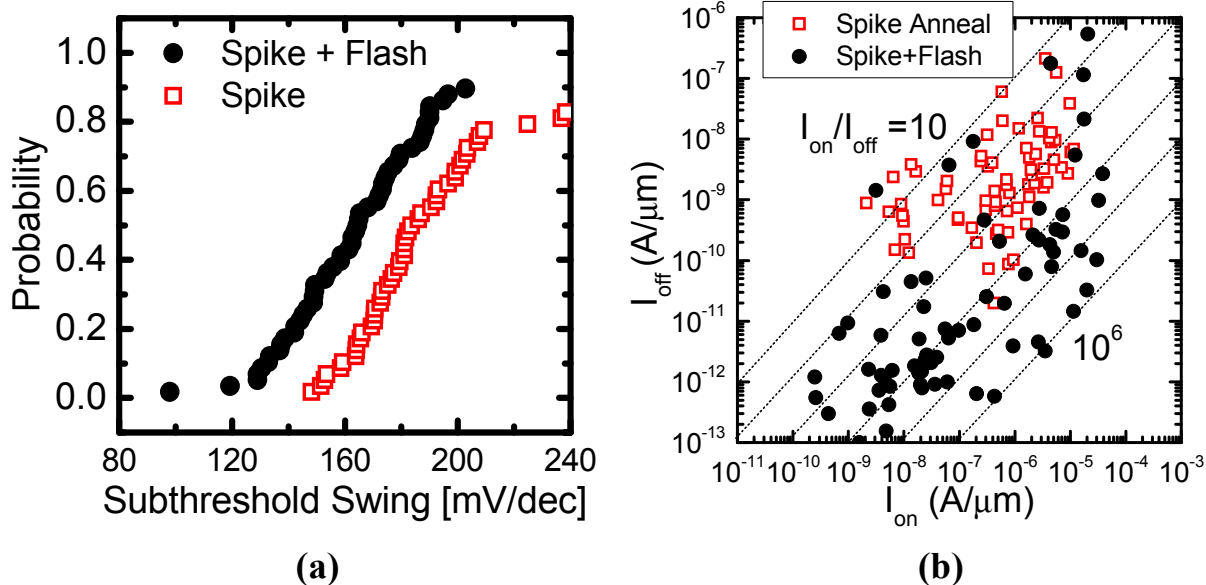 Spike + Flash
Spike
1.0
0.8
0.6
0.4
0.2
0.0
Probability
80 120 160 200 240
Subthreshold Swing [mV/dec]
(a)
Spike Anneal
Spike+Flash
I_on/I_off =10
10^6
10^-6
10^-7
10^-8
10^-9
10^-10
10^-11
10^-12
10^-13
I_off (A/μm)
10^-11 10^-10 10^-9 10^-8 10^-7 10^-6 10^-5 10^-4 10^-3
I_on (A/μm)
(b)